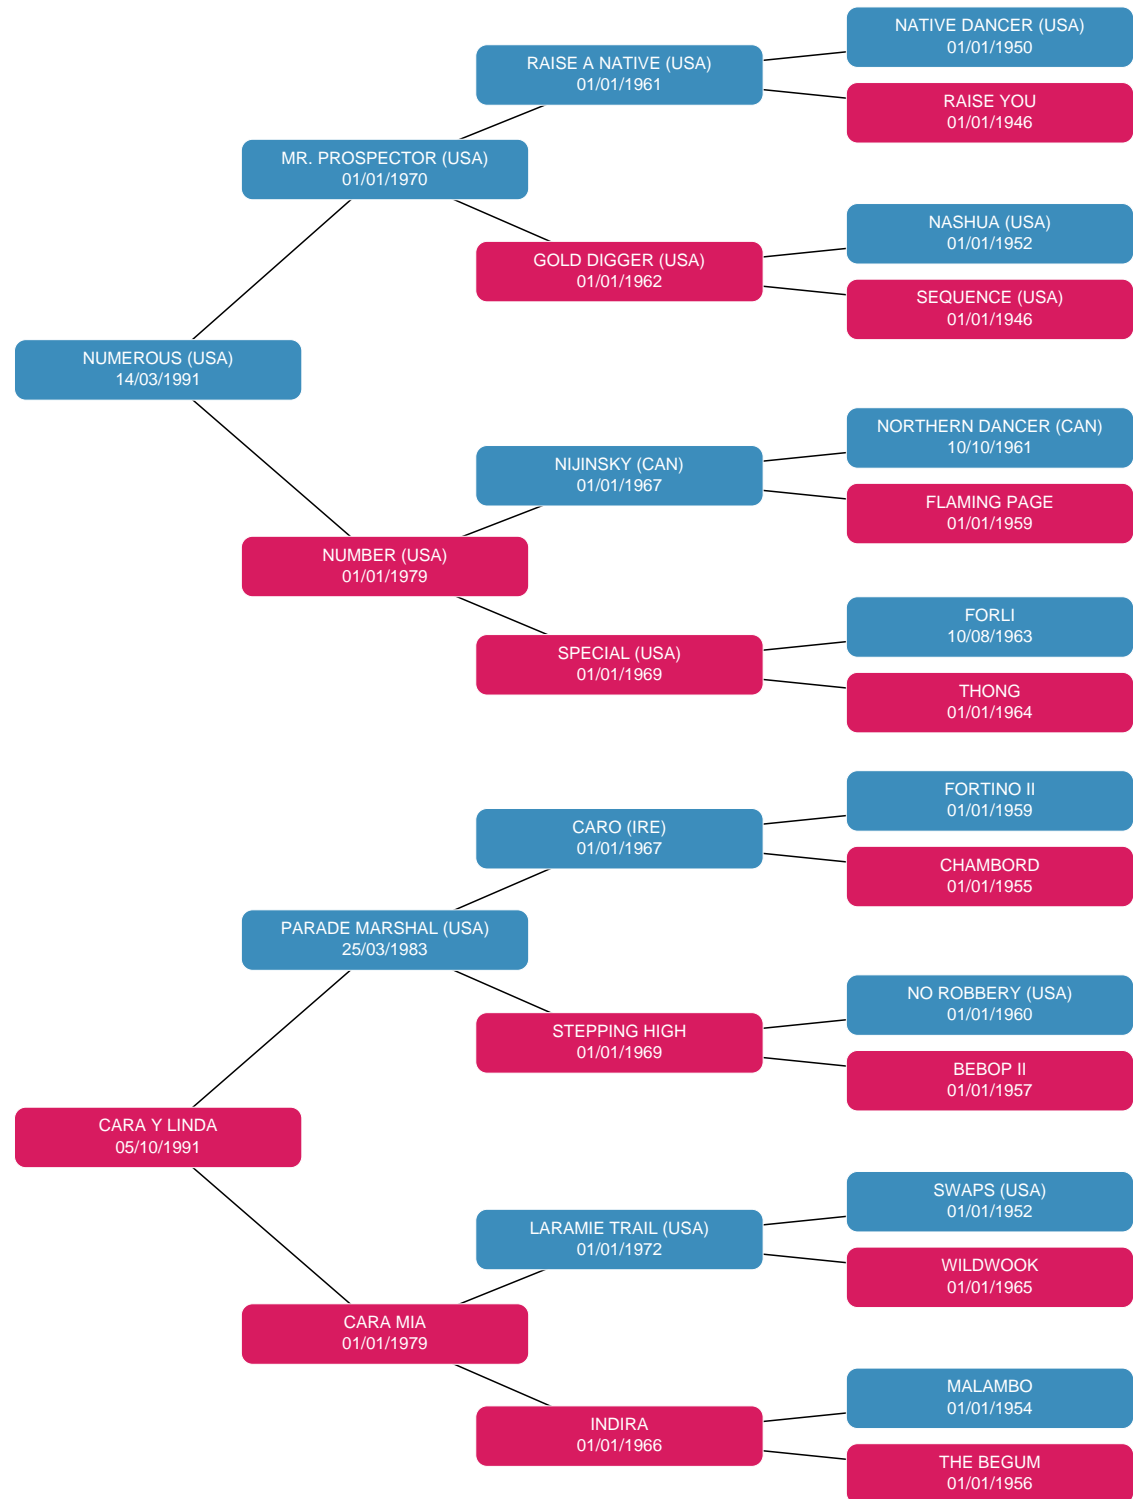 NATIVE DANCER (USA)
01/01/1950
RAISE A NATIVE (USA)
01/01/1961
RAISE YOU
01/01/1946
MR. PROSPECTOR (USA)
01/01/1970
NASHUA (USA)
01/01/1952
GOLD DIGGER (USA)
01/01/1962
SEQUENCE (USA)
01/01/1946
NUMEROUS (USA)
14/03/1991
NORTHERN DANCER (CAN)
10/10/1961
NIJINSKY (CAN)
01/01/1967
FLAMING PAGE
01/01/1959
NUMBER (USA)
01/01/1979
FORLI
10/08/1963
SPECIAL (USA)
01/01/1969
THONG
01/01/1964
FORTINO II
01/01/1959
CARO (IRE)
01/01/1967
CHAMBORD
01/01/1955
PARADE MARSHAL (USA)
25/03/1983
NO ROBBERY (USA)
01/01/1960
STEPPING HIGH
01/01/1969
BEBOP II
01/01/1957
CARA Y LINDA
05/10/1991
SWAPS (USA)
01/01/1952
LARAMIE TRAIL (USA)
01/01/1972
WILDWOOK
01/01/1965
CARA MIA
01/01/1979
MALAMBO
01/01/1954
INDIRA
01/01/1966
THE BEGUM
01/01/1956